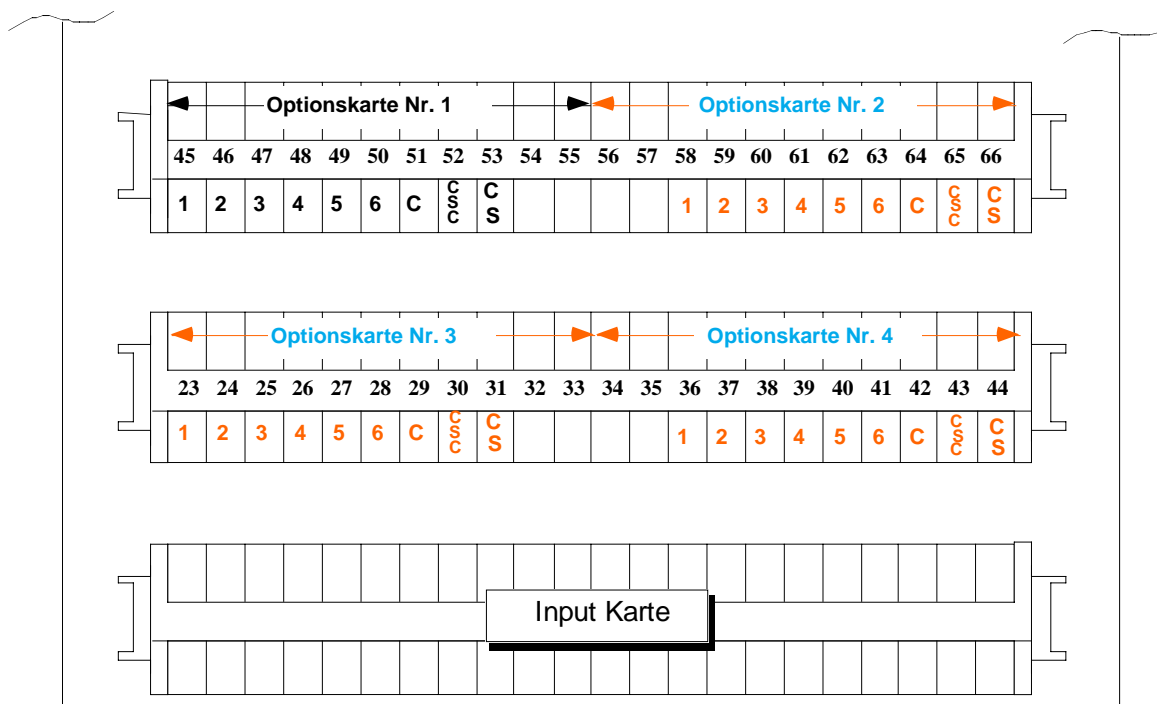 Optionskarte Nr. 1 Optionskarte Nr. 2
45 46 47 48 49 50 51 52 53 54 55 56 57 58 59 60 61 62 63 64 65 66
1 2 3 4 5 6 C CSC CS 1 2 3 4 5 6 C CSC CS
Optionskarte Nr. 3 Optionskarte Nr. 4
23 24 25 26 27 28 29 30 31 32 33 34 35 36 37 38 39 40 41 42 43 44
1 2 3 4 5 6 C CSC CS 1 2 3 4 5 6 C CSC CS
Input Karte